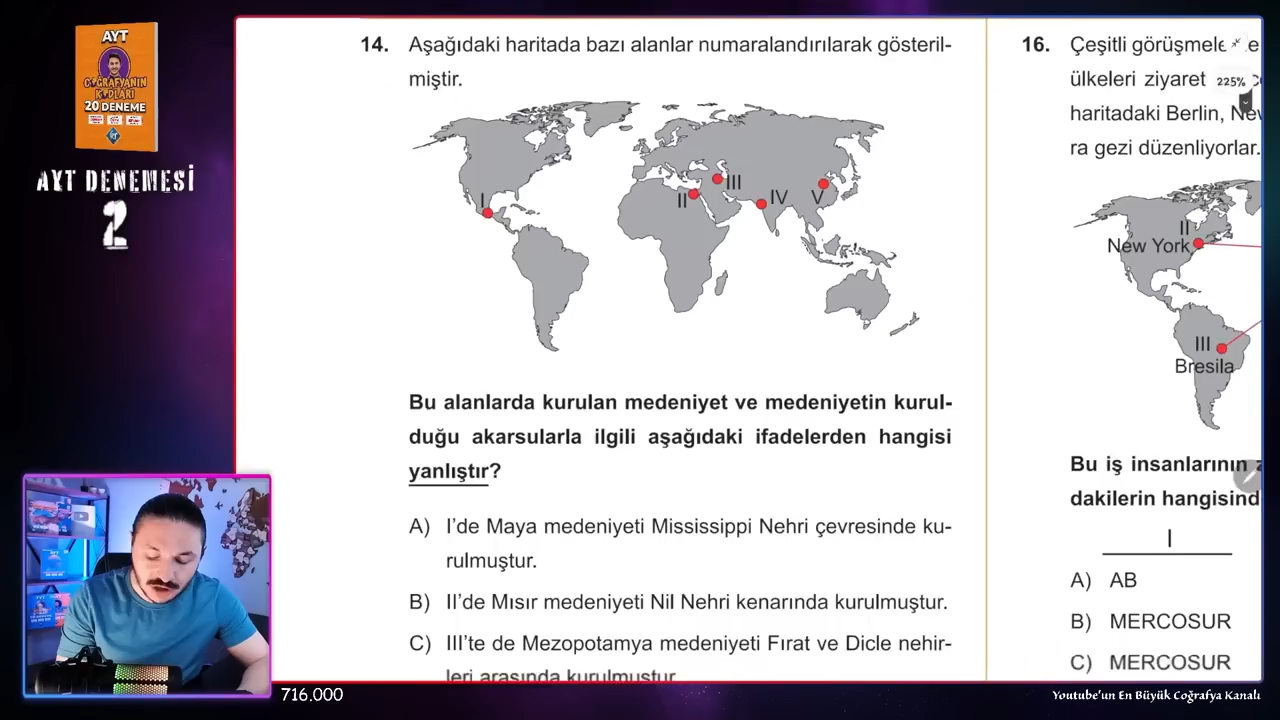 AYT
COĞRAFYANIN
KODLARI
20 DENEME
AYT DENEMESİ
2
14. Aşağıdaki haritada bazı alanlar numaralandırılarak gösteril-
miştir.
I
II
III
IV
V
Bu alanlarda kurulan medeniyet ve medeniyetin kurul-
duğu akarsularla ilgili aşağıdaki ifadelerden hangisi
yanlıştır?
A) I’de Maya medeniyeti Mississippi Nehri çevresinde ku-
rulmuştur.
B) II’de Mısır medeniyeti Nil Nehri kenarında kurulmuştur.
C) III’te de Mezopotamya medeniyeti Fırat ve Dicle nehir-
leri arasında kurulmuştur.
16. Çeşitli görüşmele
ülkeleri ziyaret
225%
haritadaki Berlin, Nev
ra gezi düzenliyorlar.
II
New York
III
Bresila
Bu iş insanlarının
dakilerin hangisind
I
A) AB
B) MERCOSUR
C) MERCOSUR
716.000
Youtube'un En Büyük Coğrafya Kanalı